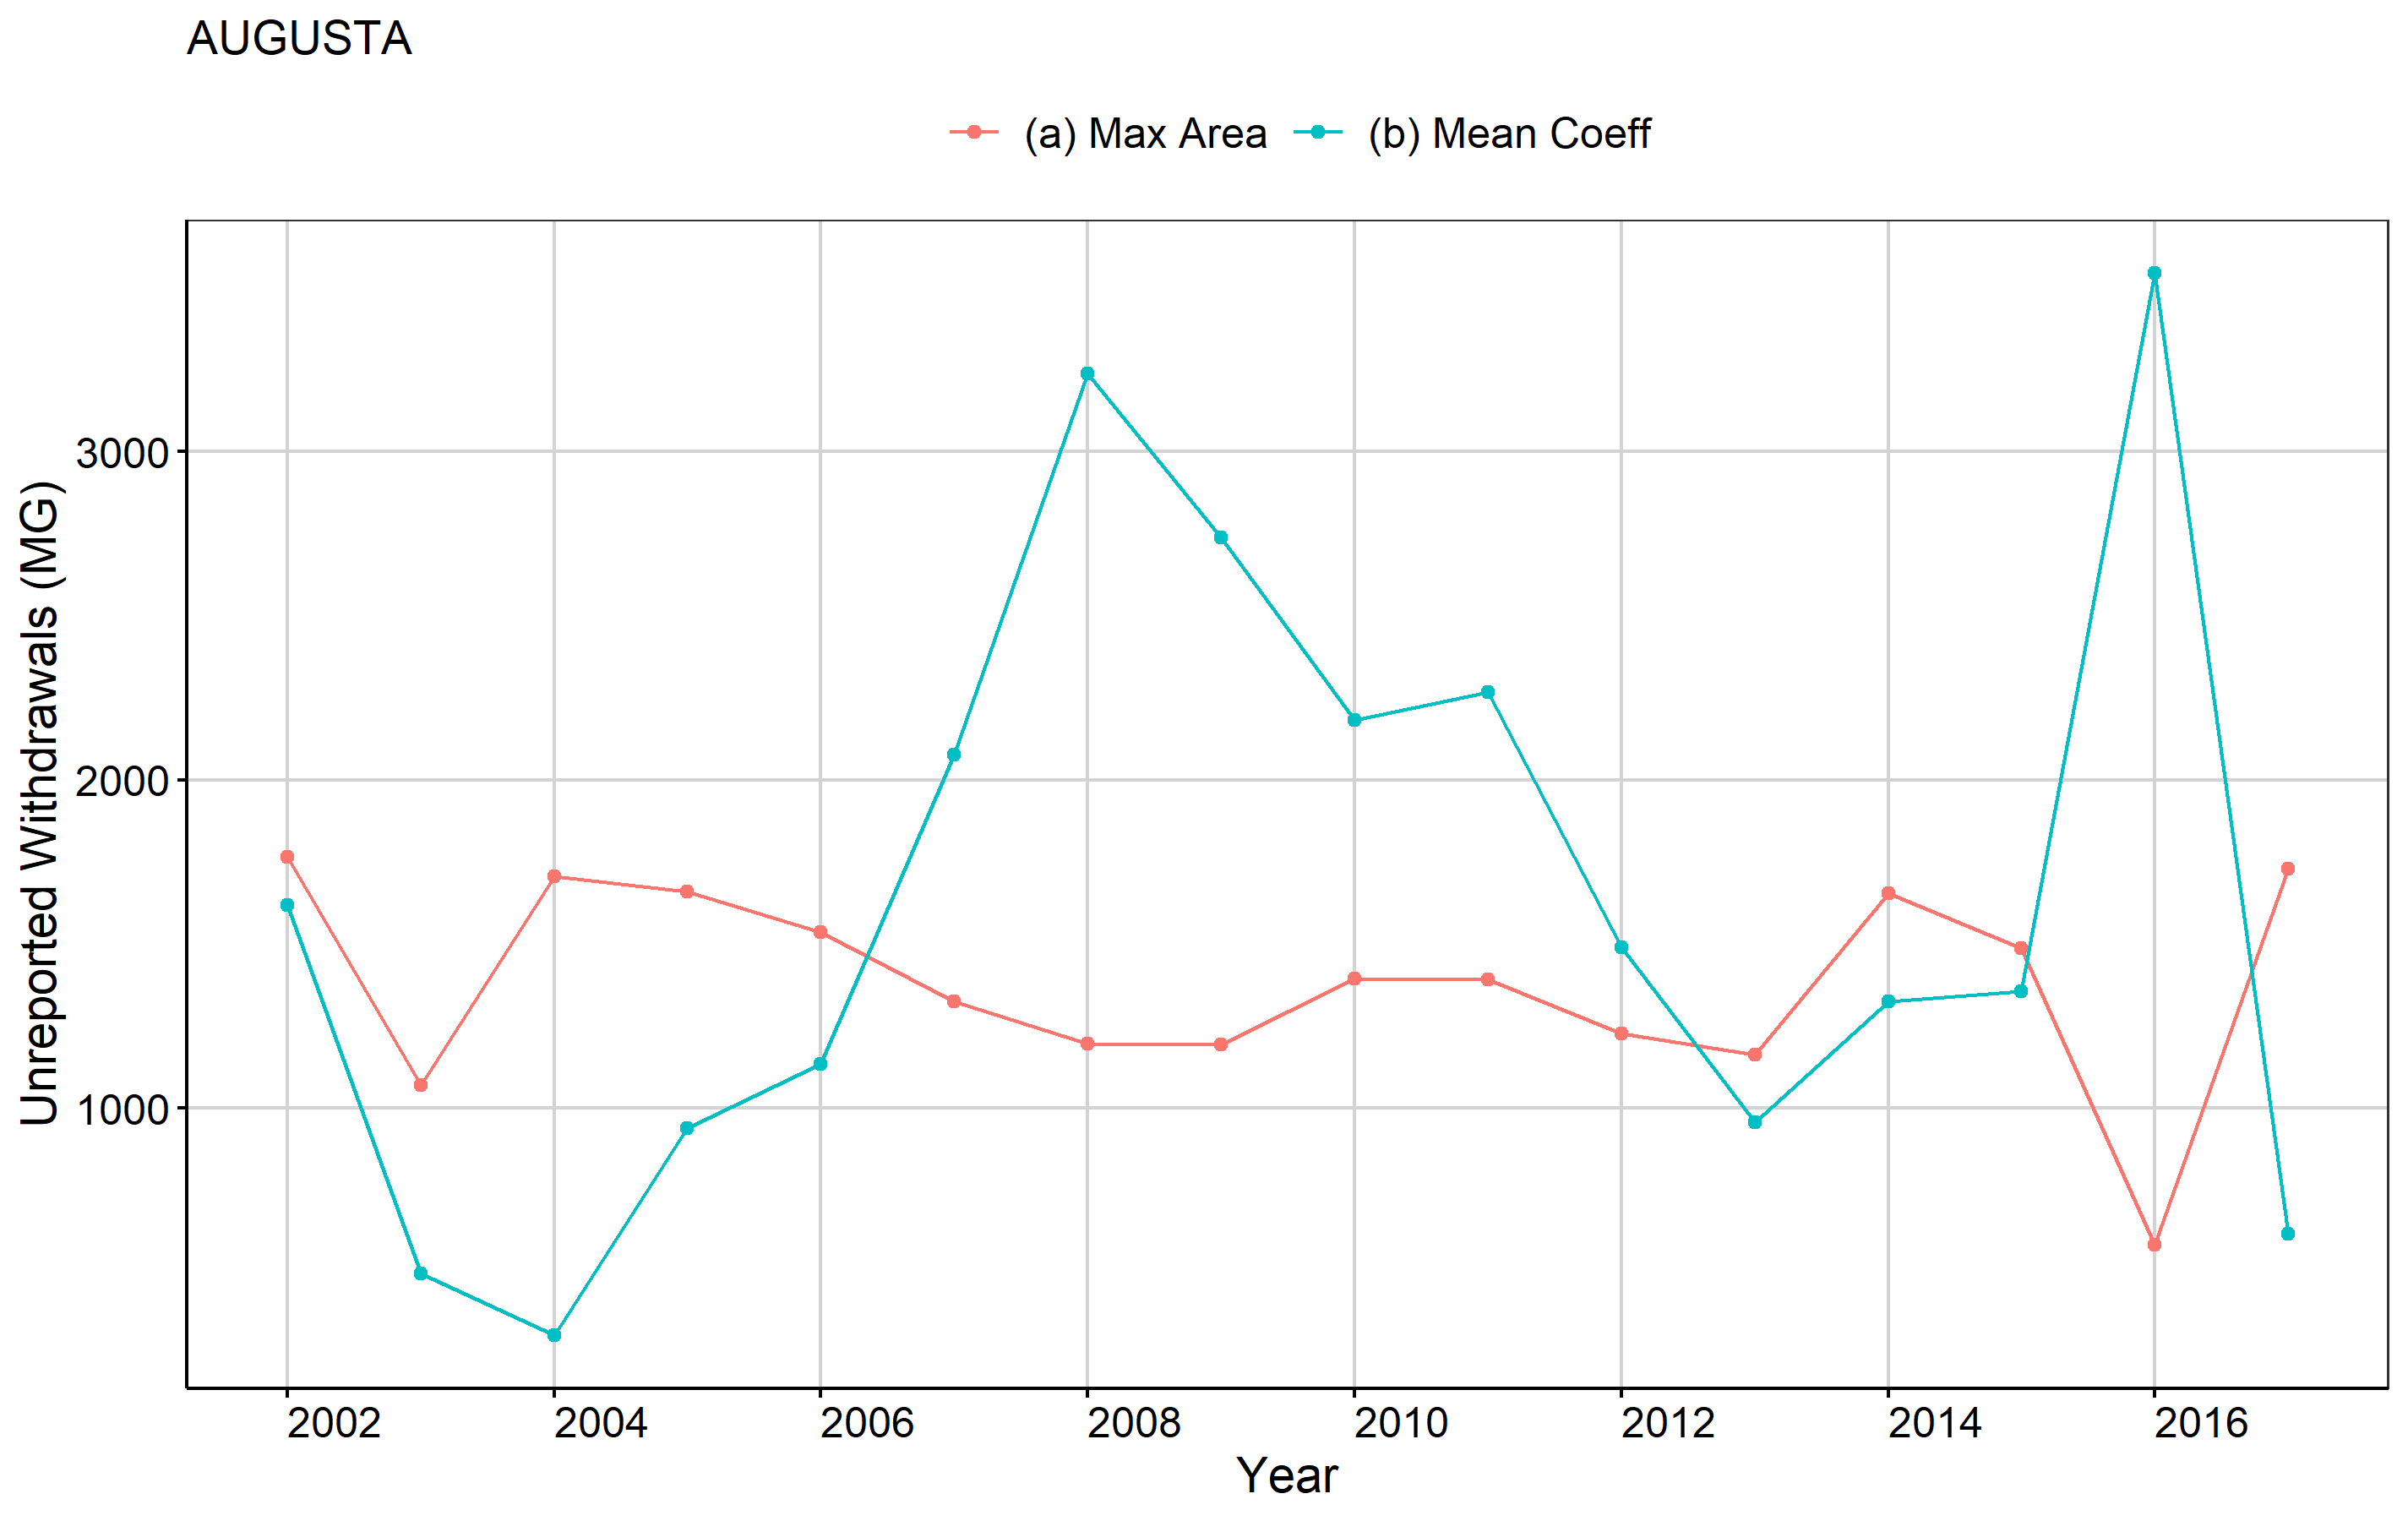 AUGUSTA
(a) Max Area (b) Mean Coeff
Unreported Withdrawals (MG)
3000
2000
1000
2002 2004 2006 2008 2010 2012 2014 2016
Year